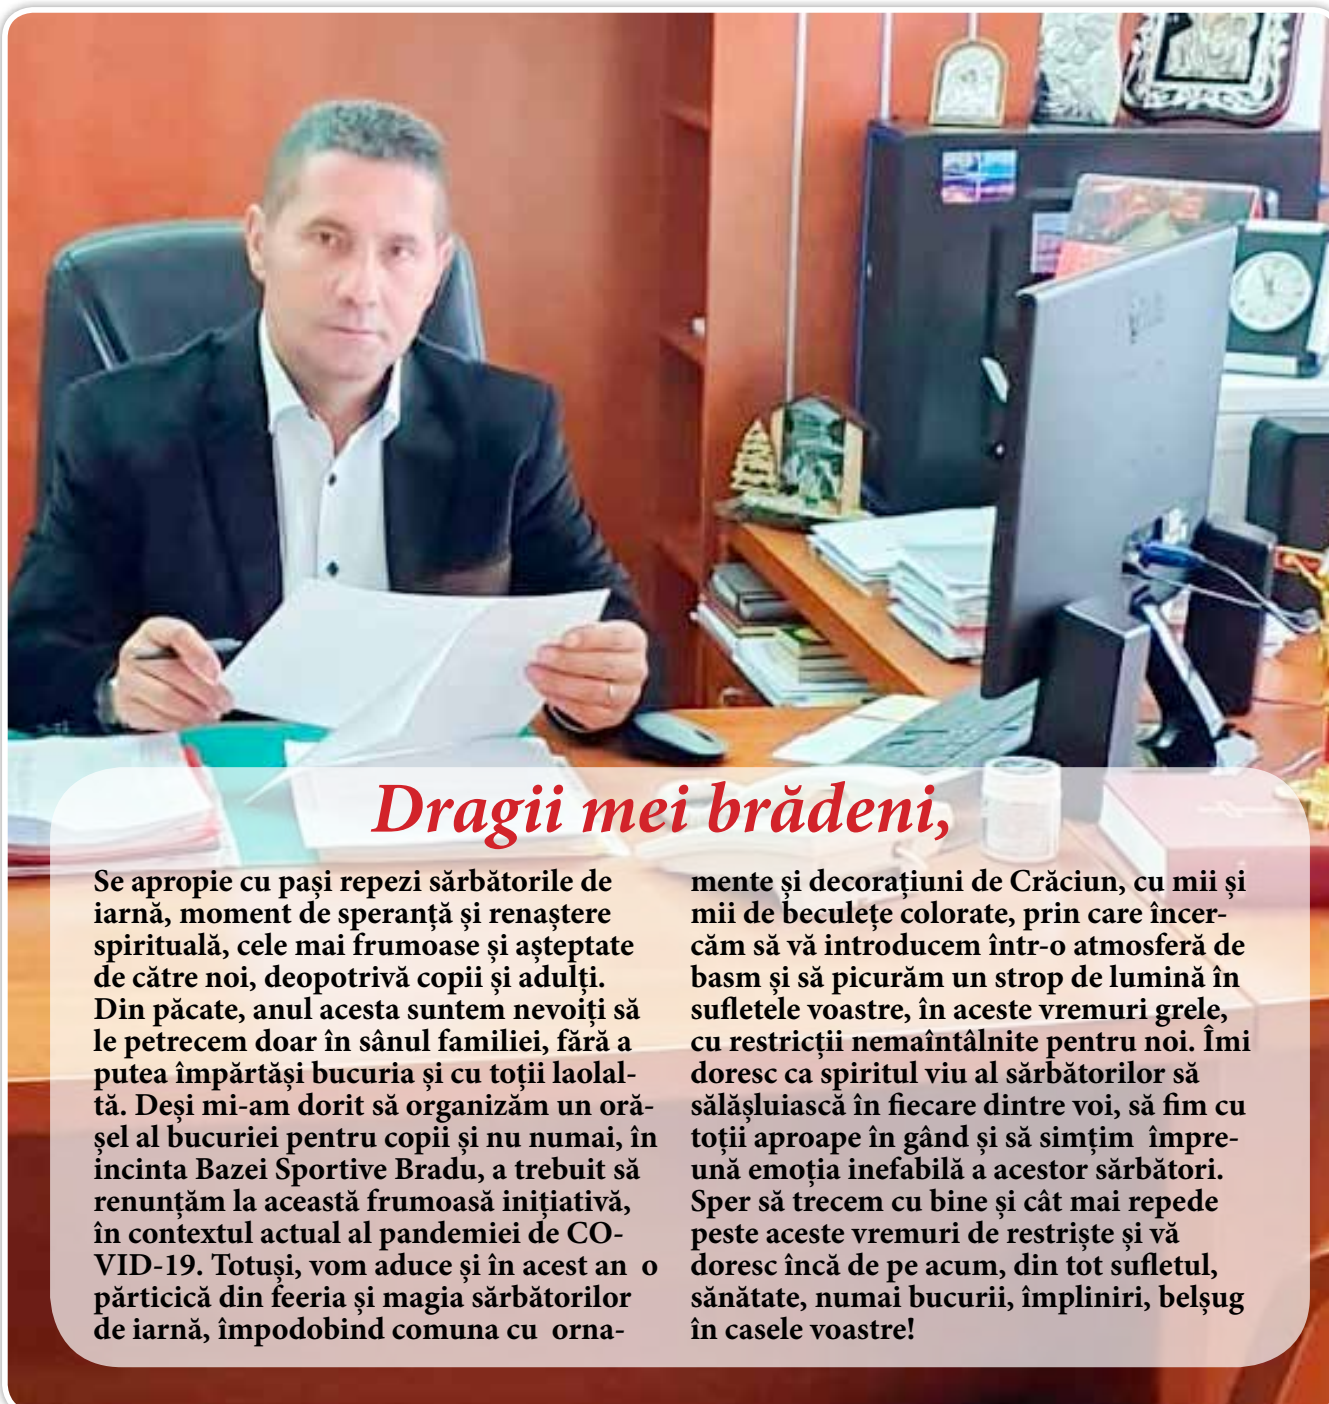 Dragii mei brădeni,
Se apropie cu pași repezi sărbătorile de
iarnă, moment de speranță și renaștere
spirituală, cele mai frumoase și așteptate
de către noi, deopotrivă copii și adulți.
Din păcate, anul acesta suntem nevoiți să
le petrecem doar în sânul familiei, fără a
putea împărtăși bucuria și cu toții laolal-
tă. Deși mi-am dorit să organizăm un oră-
șel al bucuriei pentru copii și nu numai, în
incinta Bazei Sportive Bradu, a trebuit să
renunțăm la această frumoasă inițiativă,
în contextul actual al pandemiei de CO-
VID-19. Totuși, vom aduce și în acest an o
părticică din feeria și magia sărbătorilor
de iarnă, împodobind comuna cu orna-
mente și decorațiuni de Crăciun, cu mii și
mii de beculețe colorate, prin care încer-
căm să vă introducem într-o atmosferă de
basm și să picurăm un strop de lumină în
sufletele voastre, în aceste vremuri grele,
cu restricții nemaîntâlnite pentru noi. Îmi
doresc ca spiritul viu al sărbătorilor să
sălășluiască în fiecare dintre voi, să fim cu
toții aproape în gând și să simțim împre-
ună emoția inefabilă a acestor sărbători.
Sper să trecem cu bine și cât mai repede
peste aceste vremuri de restriște și vă
doresc încă de pe acum, din tot sufletul,
sănătate, numai bucurii, împliniri, belșug
în casele voastre!